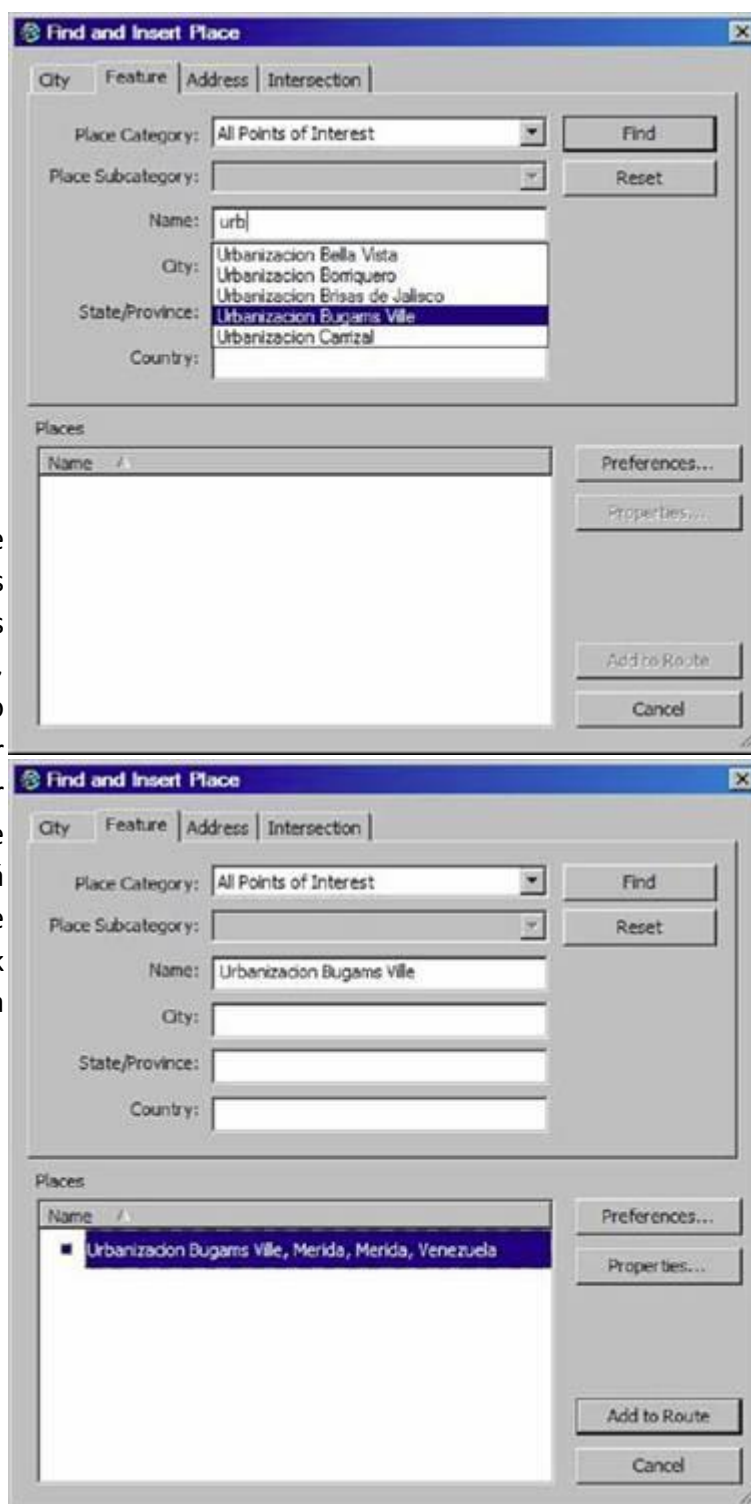 Find and Insert Place
City Feature Address Intersection
Place Category: All Points of Interest Find
Place Subcategory: Reset
Name: urb
City:
Urbanizacion Bella Vista
Urbanizacion Borriquero
Urbanizacion Brisas de Jalisco
State/Province: Urbanizacion Bugams Ville
Urbanizacion Carrizal
Country:
Places
Name
Preferences...
Properties...
Add to Route
Cancel
Find and Insert Place
City Feature Address Intersection
Place Category: All Points of Interest Find
Place Subcategory: Reset
Name: Urbanizacion Bugams Ville
City:
State/Province:
Country:
Places
Name
Preferences...
Urbanizacion Bugams Ville, Merida, Merida, Venezuela
Properties...
Add to Route
Cancel